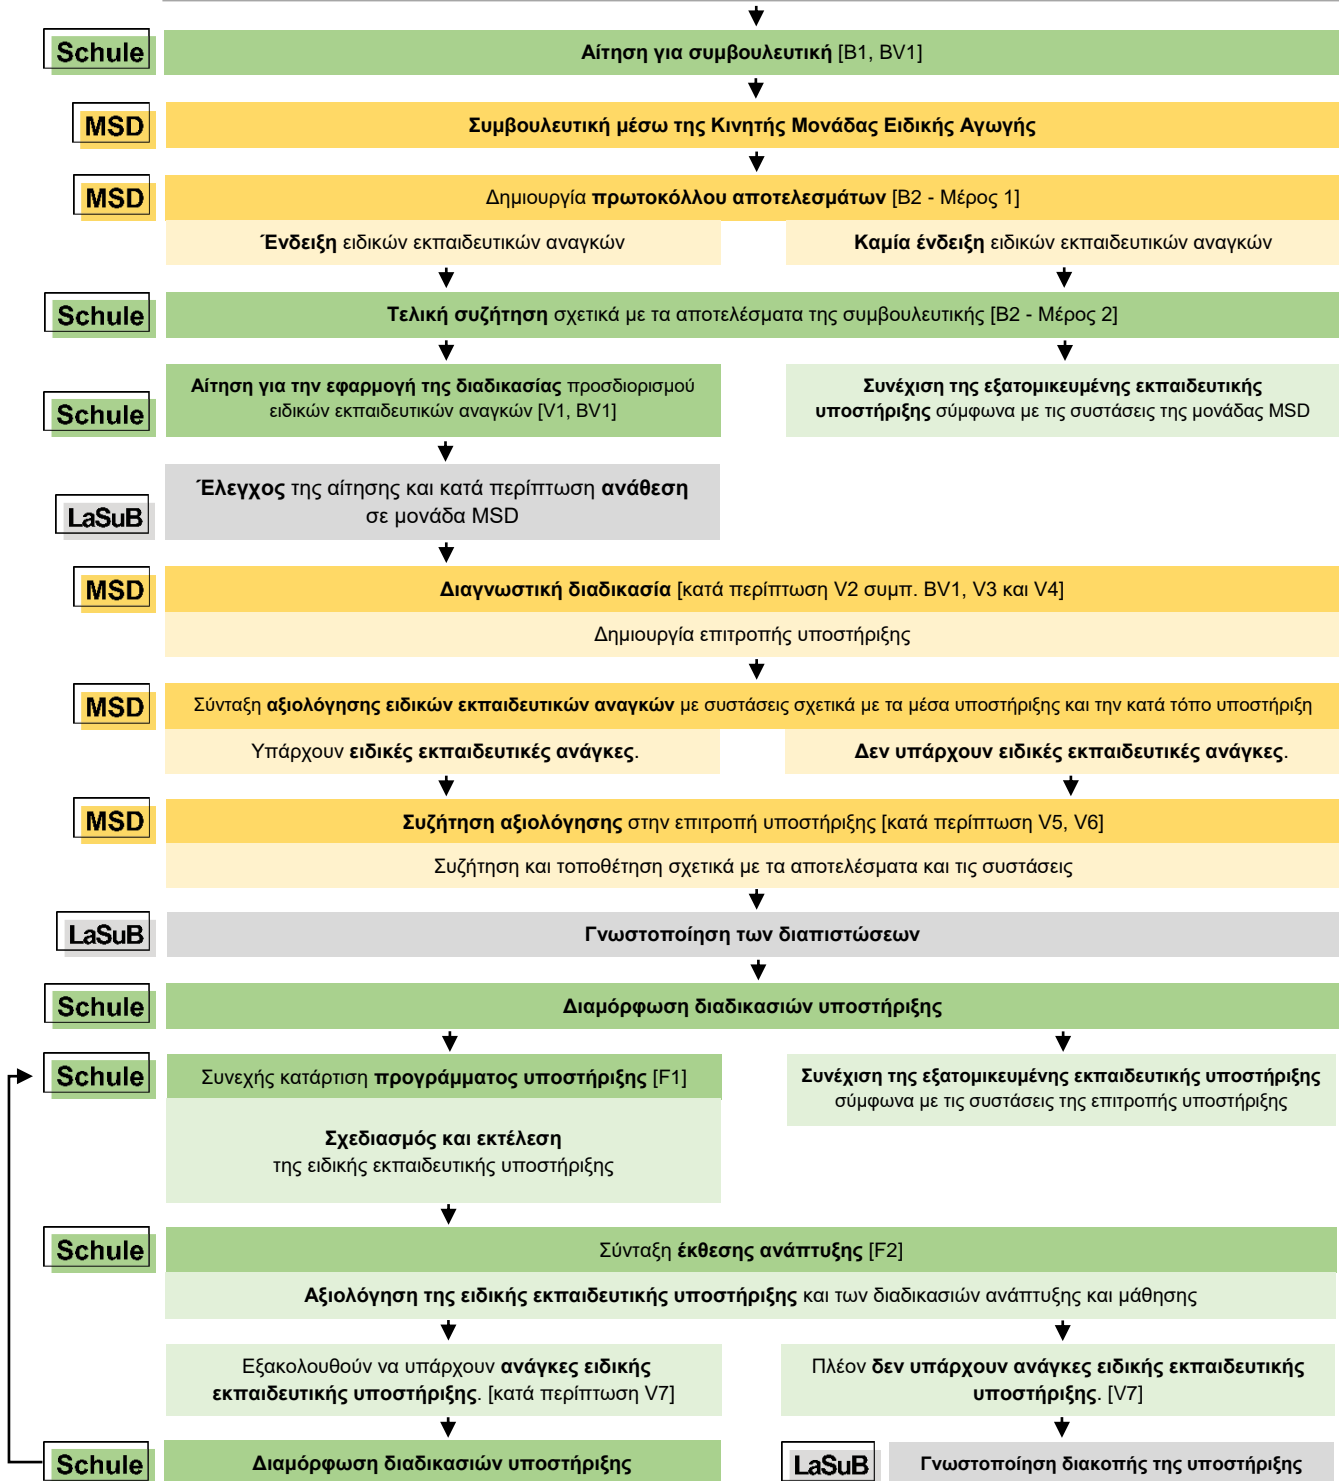 Schule
Αίτηση για συμβουλευτική [B1, BV1]
MSD
Συμβουλευτική μέσω της Κινητής Μονάδας Ειδικής Αγωγής
MSD
Δημιουργία πρωτοκόλλου αποτελεσμάτων [B2 - Μέρος 1]
Ένδειξη ειδικών εκπαιδευτικών αναγκών
Καμία ένδειξη ειδικών εκπαιδευτικών αναγκών
Schule
Τελική συζήτηση σχετικά με τα αποτελέσματα της συμβουλευτικής [B2 - Μέρος 2]
Schule
Αίτηση για την εφαρμογή της διαδικασίας προσδιορισμού
ειδικών εκπαιδευτικών αναγκών [V1, BV1]
Συνέχιση της εξατομικευμένης εκπαιδευτικής
υποστήριξης σύμφωνα με τις συστάσεις της μονάδας MSD
LaSuB
Έλεγχος της αίτησης και κατά περίπτωση ανάθεση
σε μονάδα MSD
MSD
Διαγνωστική διαδικασία [κατά περίπτωση V2 συμπ. BV1, V3 και V4]
Δημιουργία επιτροπής υποστήριξης
MSD
Σύνταξη αξιολόγησης ειδικών εκπαιδευτικών αναγκών με συστάσεις σχετικά με τα μέσα υποστήριξης και την κατά τόπο υποστήριξη
Υπάρχουν ειδικές εκπαιδευτικές ανάγκες.
Δεν υπάρχουν ειδικές εκπαιδευτικές ανάγκες.
MSD
Συζήτηση αξιολόγησης στην επιτροπή υποστήριξης [κατά περίπτωση V5, V6]
Συζήτηση και τοποθέτηση σχετικά με τα αποτελέσματα και τις συστάσεις
LaSuB
Γνωστοποίηση των διαπιστώσεων
Schule
Διαμόρφωση διαδικασιών υποστήριξης
Schule
Συνεχής κατάρτιση προγράμματος υποστήριξης [F1]
Σχεδιασμός και εκτέλεση
της ειδικής εκπαιδευτικής υποστήριξης
Συνέχιση της εξατομικευμένης εκπαιδευτικής υποστήριξης
σύμφωνα με τις συστάσεις της επιτροπής υποστήριξης
Schule
Σύνταξη έκθεσης ανάπτυξης [F2]
Αξιολόγηση της ειδικής εκπαιδευτικής υποστήριξης και των διαδικασιών ανάπτυξης και μάθησης
Εξακολουθούν να υπάρχουν ανάγκες ειδικής
εκπαιδευτικής υποστήριξης. [κατά περίπτωση V7]
Πλέον δεν υπάρχουν ανάγκες ειδικής εκπαιδευτικής
υποστήριξης. [V7]
Schule
Διαμόρφωση διαδικασιών υποστήριξης
LaSuB
Γνωστοποίηση διακοπής της υποστήριξης